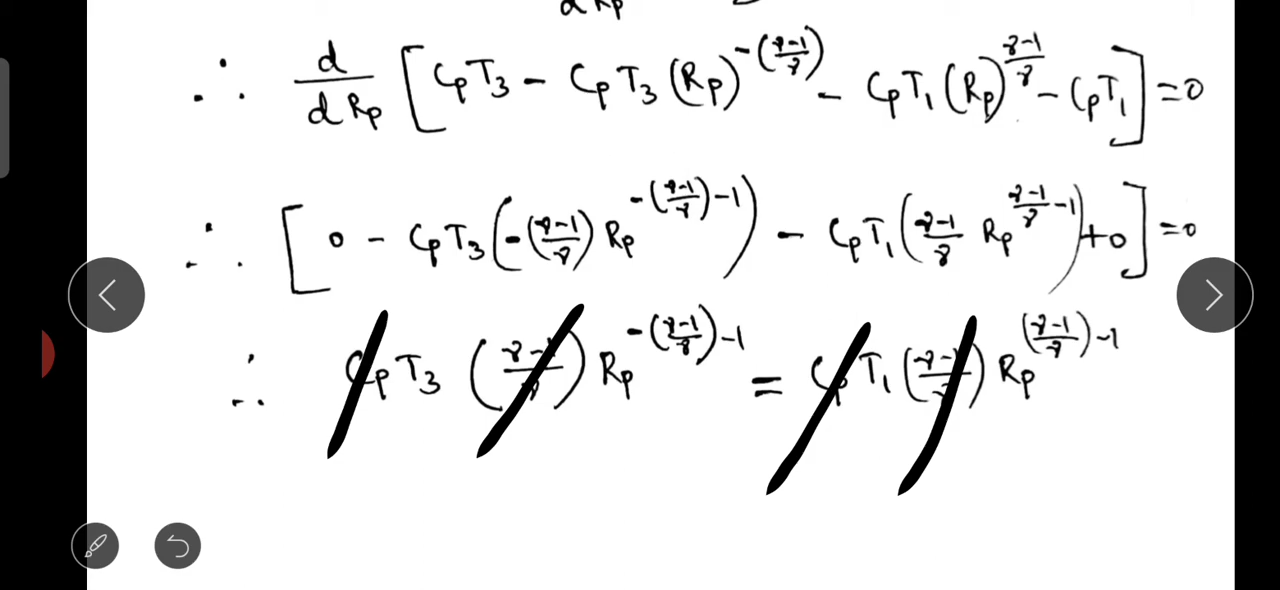 dRp
∴ d/dRp [CpT₃ − CpT₃(Rp)^(−(γ−1/γ)) − CpT₁(Rp)^(γ−1/γ) − CpT₁] = 0
∴ [0 − CpT₃(−(γ−1/γ) Rp^(−(γ−1/γ)−1)) − CpT₁(γ−1/γ Rp^(γ−1/γ −1)) + 0] = 0
∴ CpT₃ (γ−1/γ) Rp^(−(γ−1/γ)−1) = CpT₁ (γ−1/γ) Rp^((γ−1/γ)−1)